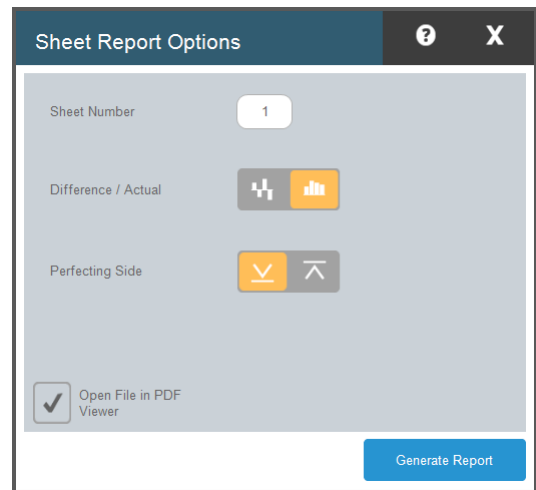 Sheet Report Options
? X
Sheet Number
1
Difference / Actual
Perfecting Side
Open File in PDF
Viewer
Generate Report